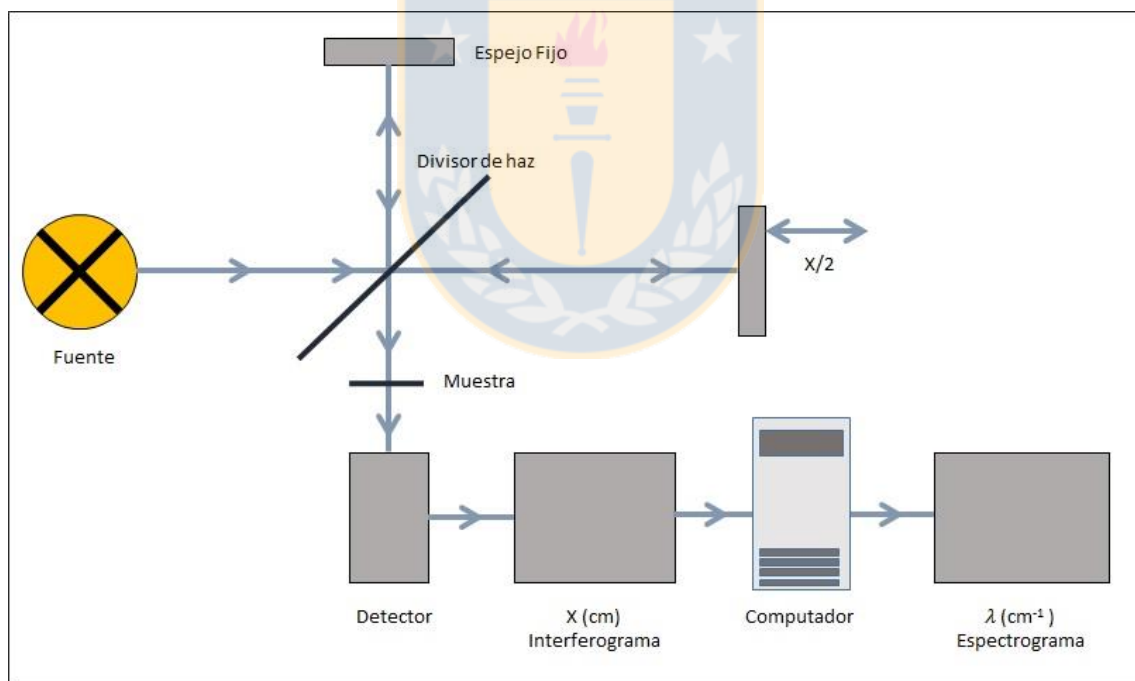 Espejo Fijo
Divisor de haz
X/2
Fuente
Muestra
Detector
X (cm)
Interferograma
Computador
λ (cm⁻¹ )
Espectrograma